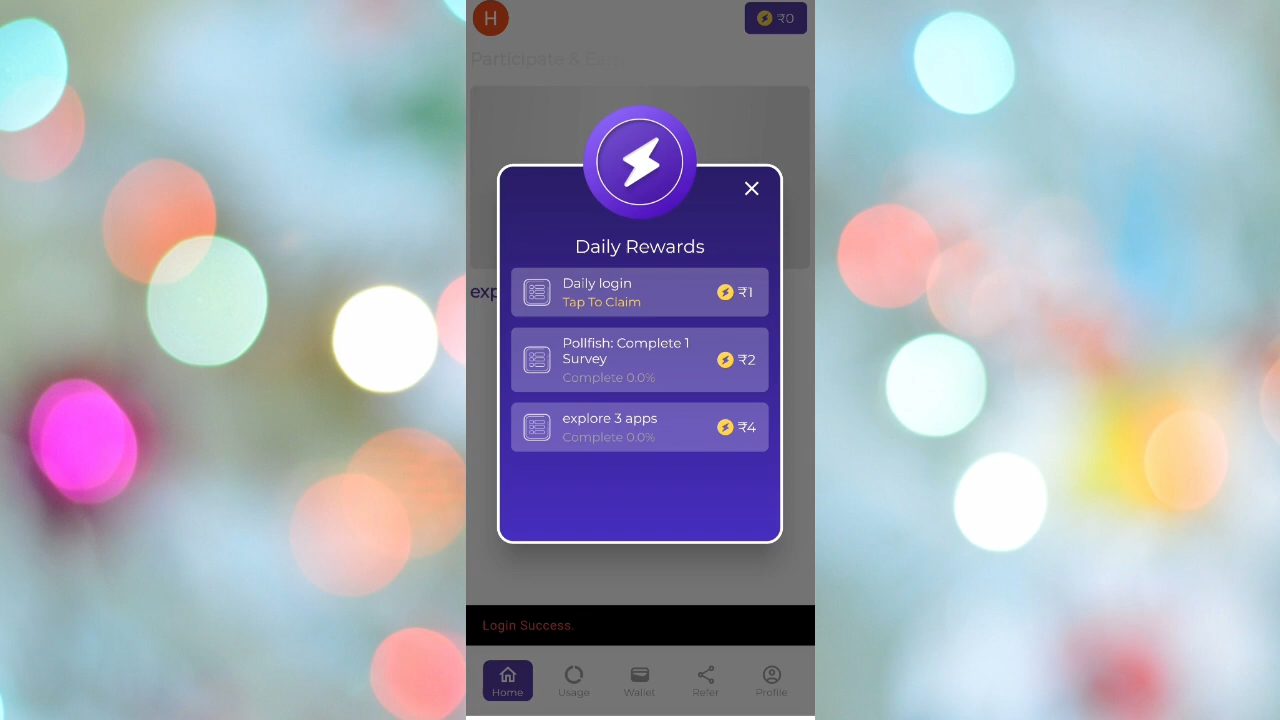 H
₹0
Participate & Earn
exp
Daily Rewards
Daily login
Tap To Claim
₹1
Pollfish: Complete 1
Survey
Complete 0.0%
₹2
explore 3 apps
Complete 0.0%
₹4
Login Success.
Home
Usage
Wallet
Refer
Profile